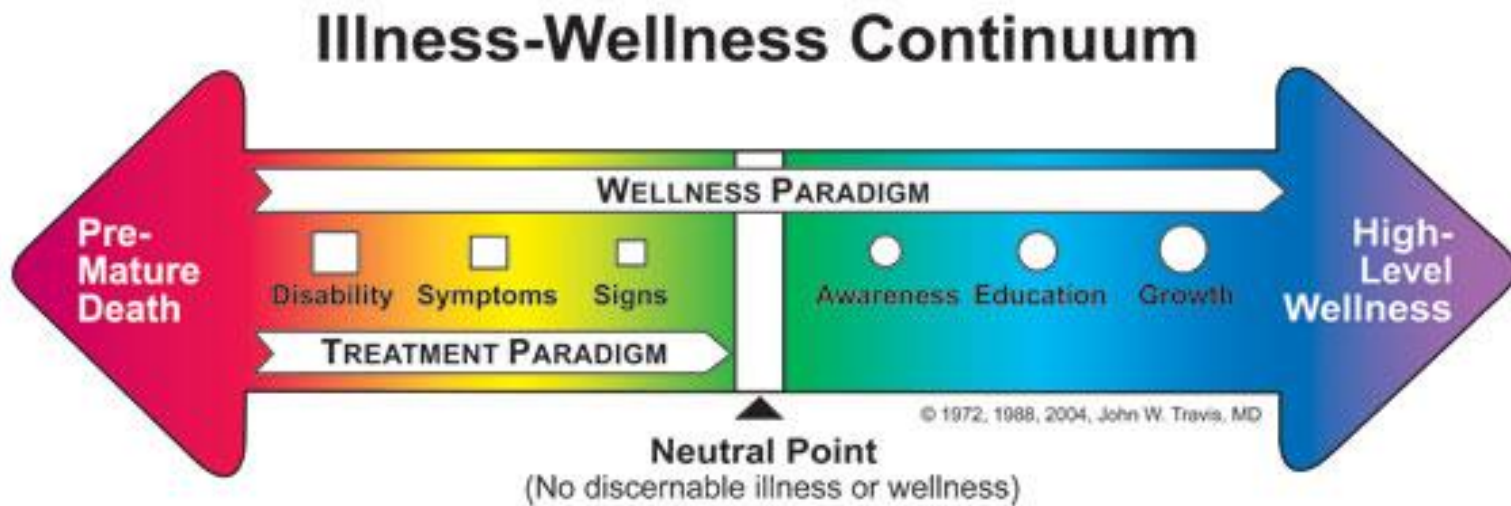 Illness-Wellness Continuum
WELLNESS PARADIGM
Pre-
Mature
Death
Disability Symptoms Signs
Awareness Education Growth
High-
Level
Wellness
TREATMENT PARADIGM
© 1972, 1988, 2004, John W. Travis, MD
Neutral Point
(No discernable illness or wellness)